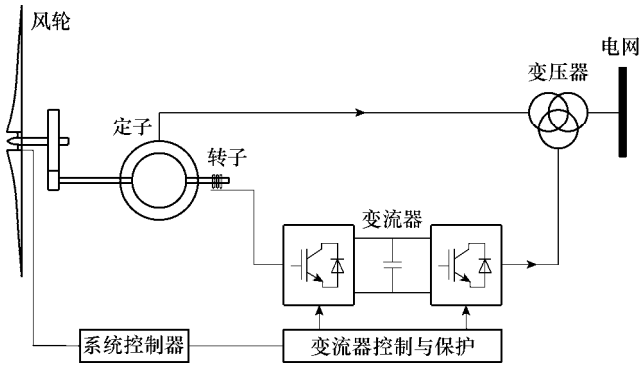 风轮
电网
变压器
定子
转子
变流器
系统控制器
变流器控制与保护